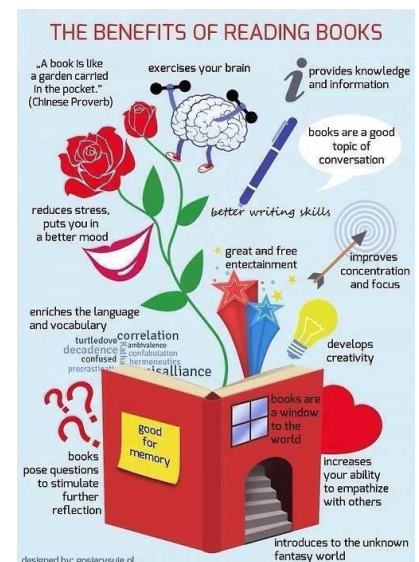 THE BENEFITS OF READING BOOKS
„A book is like
a garden carried
in the pocket."
(Chinese Proverb)
exercises your brain
provides knowledge
and information
books are a good
topic of
conversation
reduces stress,
puts you in
a better mood
better writing skills
great and free
entertainment
improves
concentration
and focus
enriches the language
and vocabulary
turtledove
correlation
decadence
ambivalence
confused
confabulation
hermeneutics
develops
creativity
good
for
memory
books are
a window
to the
world
books
pose questions
to stimulate
further
reflection
increases
your ability
to empathize
with others
introduces to the unknown
fantasy world